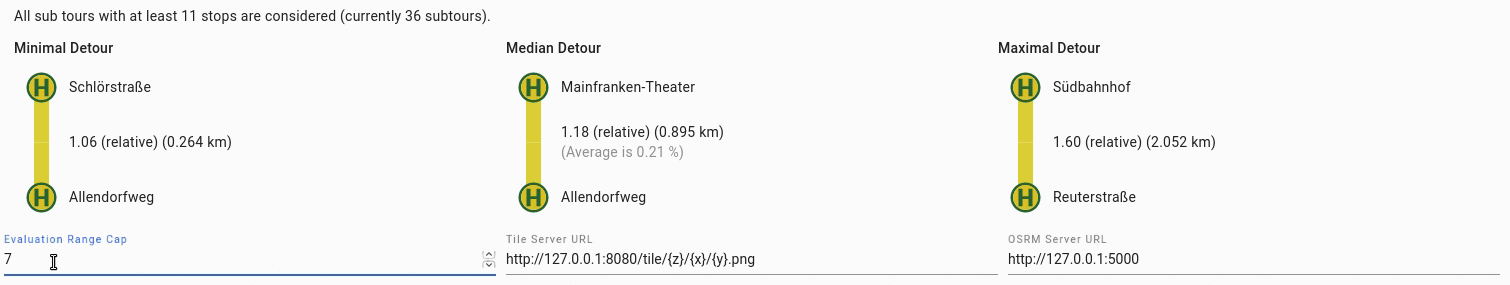 All sub tours with at least 11 stops are considered (currently 36 subtours).
Minimal Detour
H Schlörstraße
1.06 (relative) (0.264 km)
H Allendorfweg
Median Detour
H Mainfranken-Theater
1.18 (relative) (0.895 km)
(Average is 0.21 %)
H Allendorfweg
Maximal Detour
H Südbahnhof
1.60 (relative) (2.052 km)
H Reuterstraße
Evaluation Range Cap
7
Tile Server URL
http://127.0.0.1:8080/tile/{z}/{x}/{y}.png
OSRM Server URL
http://127.0.0.1:5000